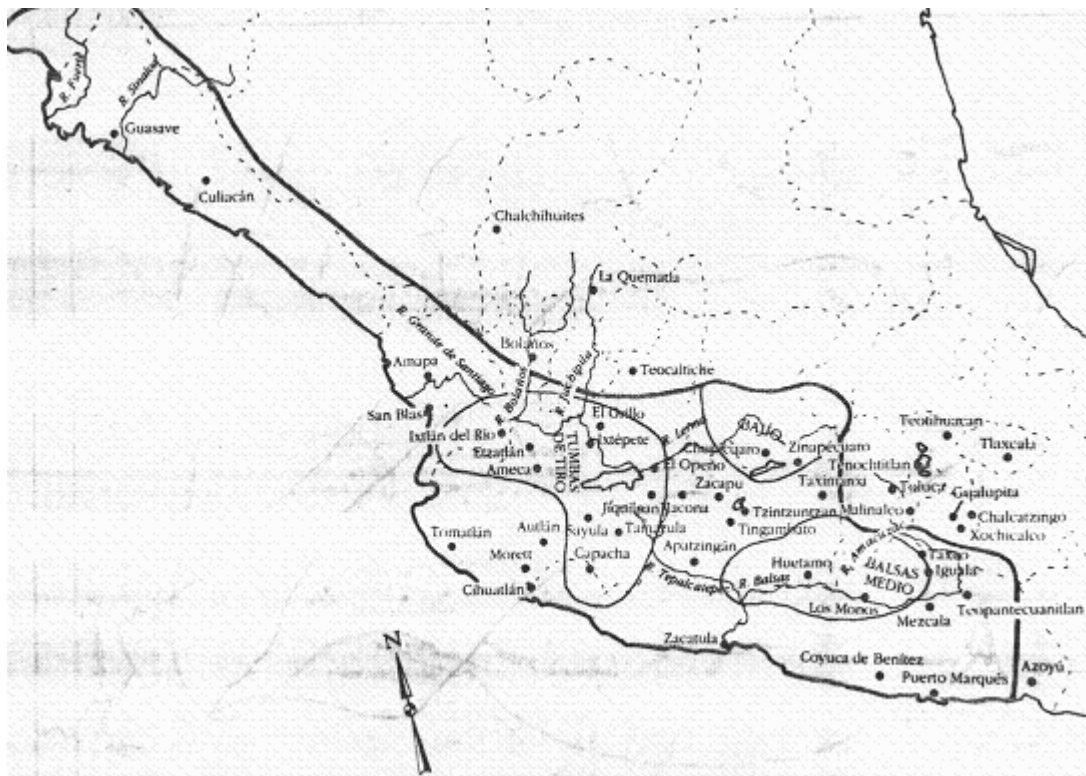 R. Fuerte
R. Sinaloa
Guasave
Culiacán
Chalchihuites
La Quemada
R. Grande de Santiago
Bolaños
R. Bolaños
R. Juchipila
Teocaltiche
Amapa
San Blas
El Grillo
Ixtépete
Ixtlán del Río
Etzatlán
Ameca
TUMBAS
DE TIRO
R. Lerma
BAJÍO
Chupícuaro
Zinapécuaro
Teotihuacan
Tlaxcala
Tenochtitlan
El Openo
Zacapu
Taximaroa
Toluca
Gualupita
Jiquilpan
Jacona
Tzintzuntzan
Malinalco
Chalcatzingo
Xochicalco
Tingambato
Tomatlán
Autlán
Sayula
Tamazula
Apatzingán
Morett
Capacha
Huetamo
R. Amacuzac
Taxco
BALSAS
MEDIO
Iguala
Cihuatlán
R. Tepalcatepec
R. Balsas
Los Monos
Mezcala
Teopantecuanitlan
Zacatula
N
Coyuca de Benítez
Puerto Marqués
Azoyú